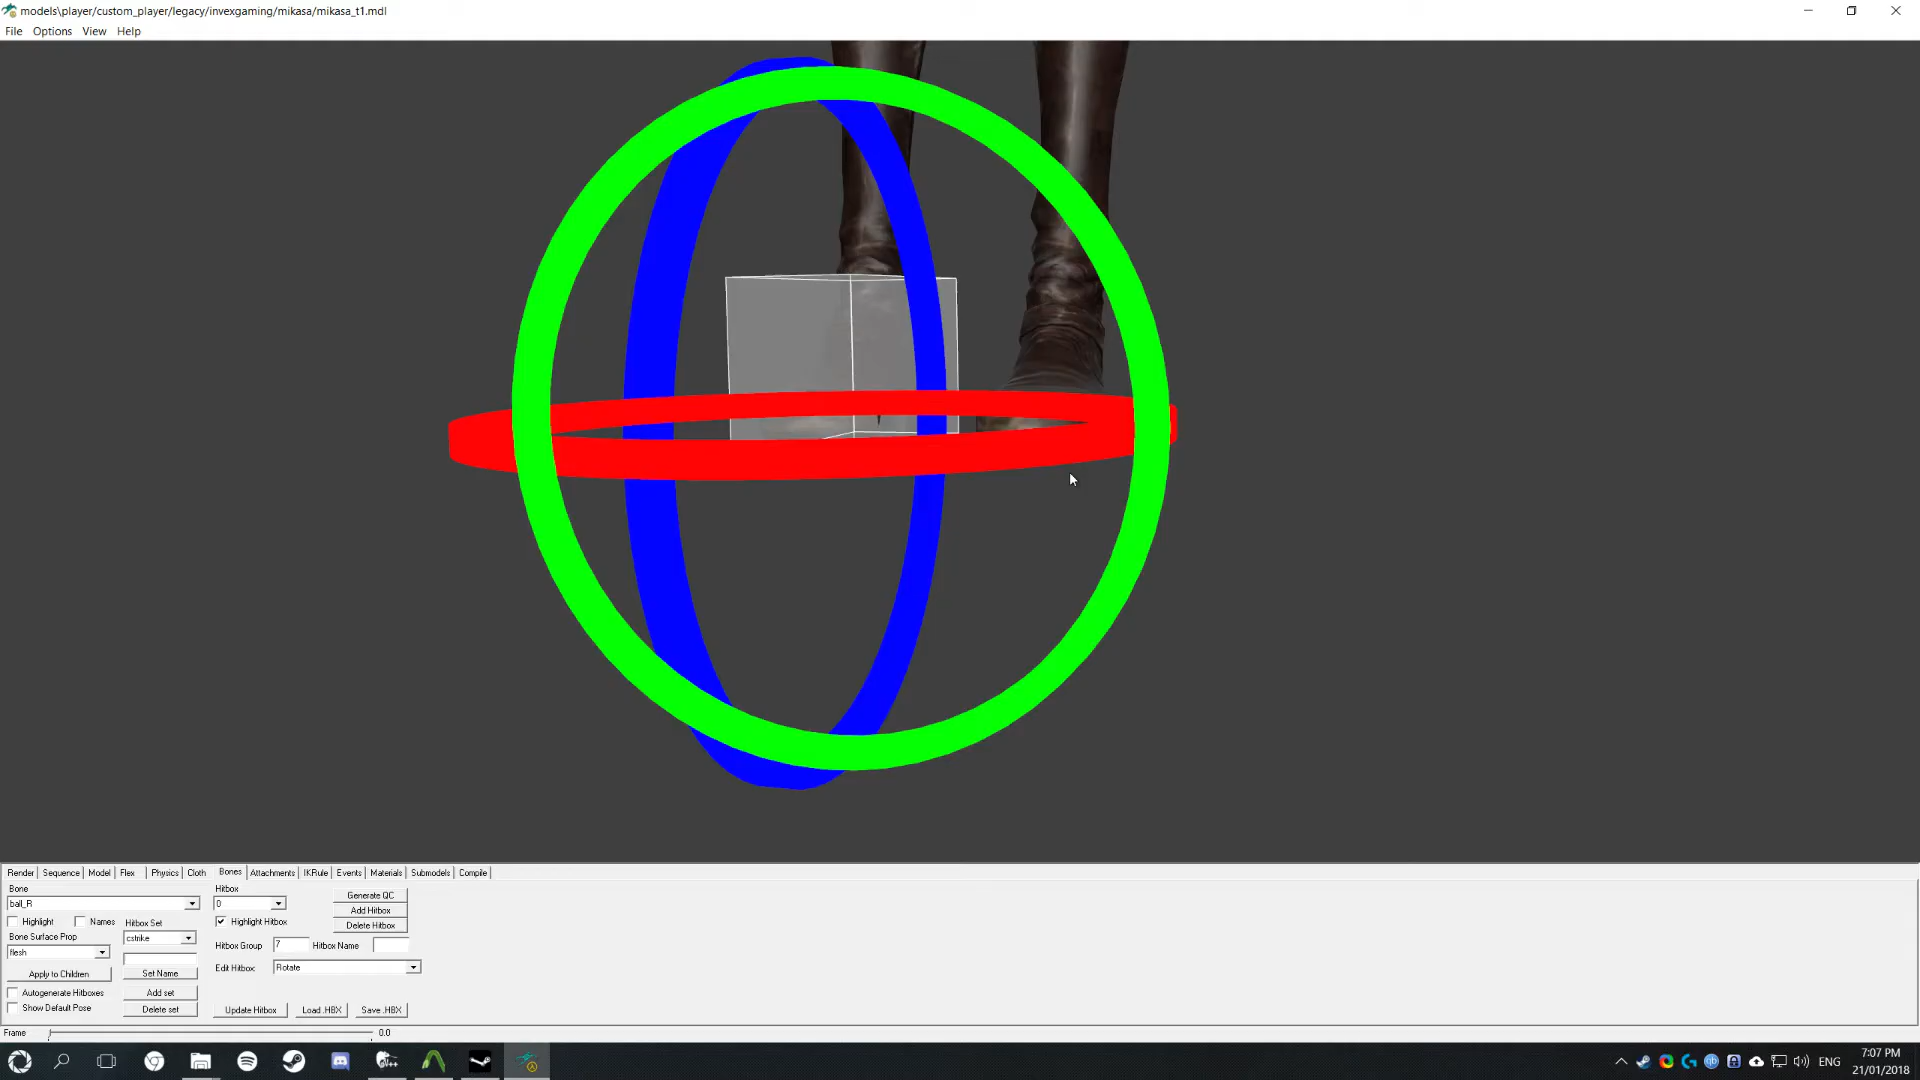 models\player/custom_player/legacy/invexgaming/mikasa/mikasa_t1.mdl
File Options View Help
Render Sequence Model Flex Physics Cloth Bones Attachments IKRule Events Materials Submodels Compile
Bone Hitbox
ball_R 0 Generate QC
Add Hitbox
Highlight Names Hitbox Set Highlight Hitbox Delete Hitbox
Bone Surface Prop cstrike Hitbox Group 7 Hitbox Name
flesh
Edit Hitbox: Rotate
Apply to Children Set Name
Autogenerate Hitboxes Add set
Show Default Pose Delete set Update Hitbox Load .HBX Save .HBX
Frame 0.0
ENG 7:07 PM
21/01/2018